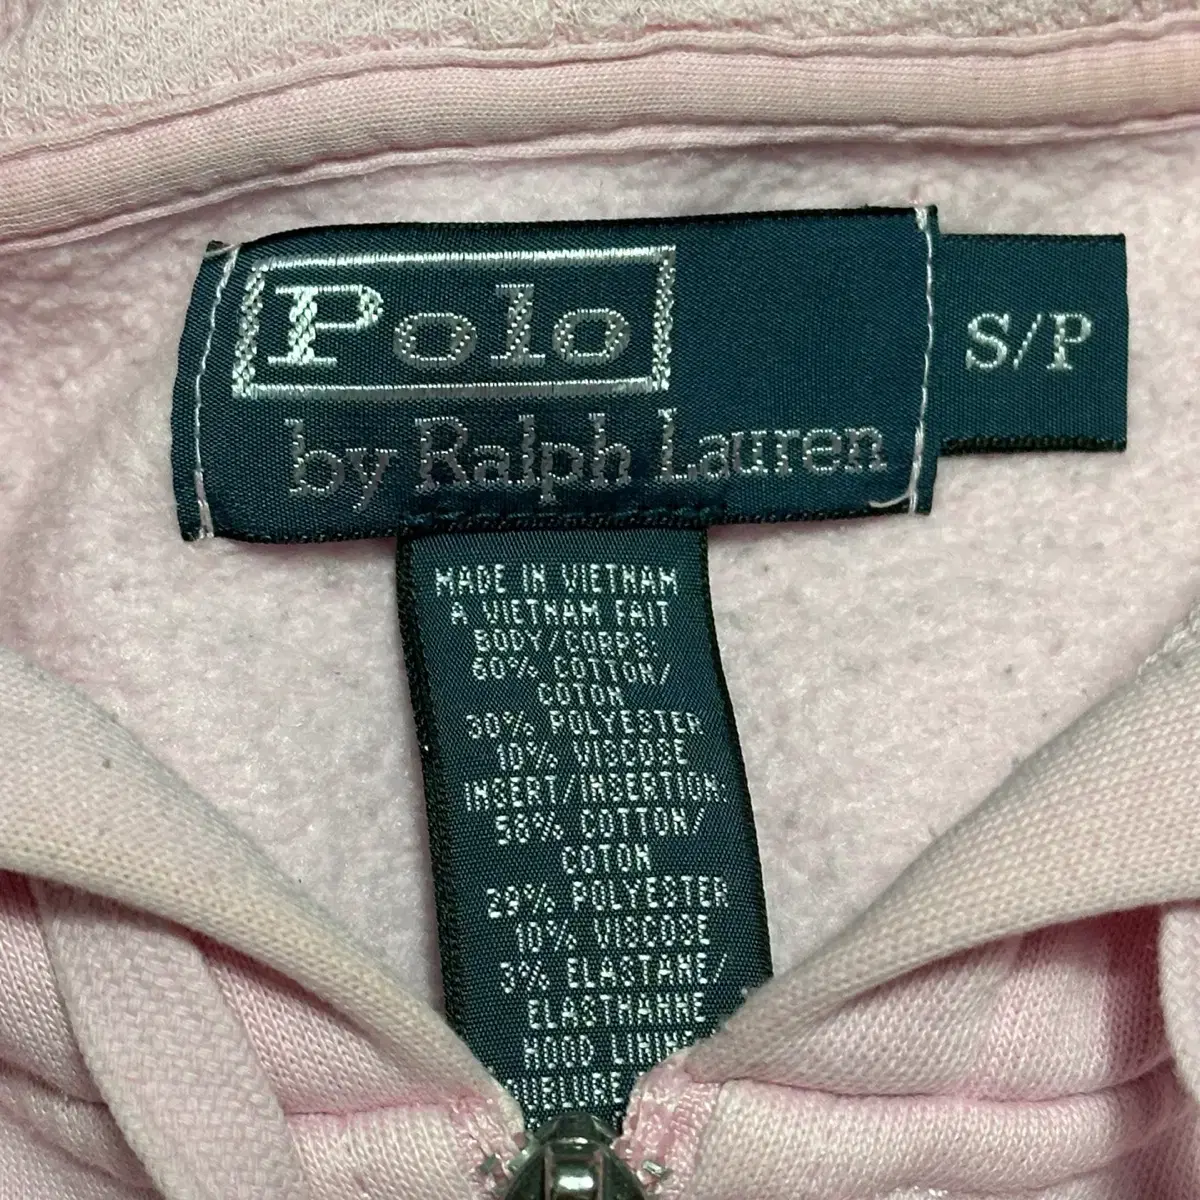 Polo
by Ralph Lauren
S/P
MADE IN VIETNAM
A VIETNAM FAIT
BODY/CORPS:
60% COTTON/
COTON
30% POLYESTER
10% VISCOSE
INSERT/INSERTION:
58% COTTON/
COTON
29% POLYESTER
10% VISCOSE
3% ELASTANE/
ELASTHANNE
HOOD